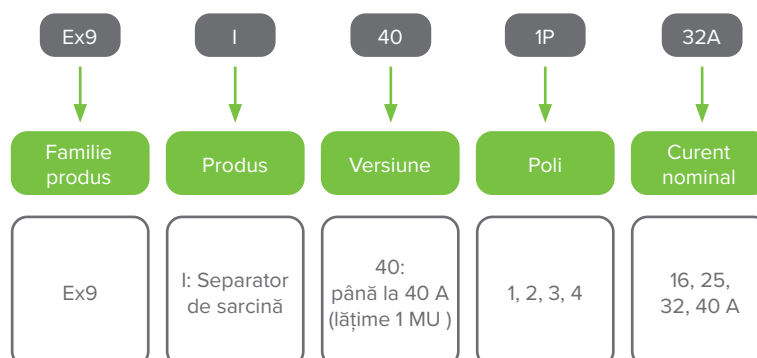 Ex9
I
40
1P
32A
Familie
produs
Produs
Versiune
Poli
Curent
nominal
Ex9
I: Separator
de sarcină
40:
până la 40 A
(lățime 1 MU )
1, 2, 3, 4
16, 25,
32, 40 A